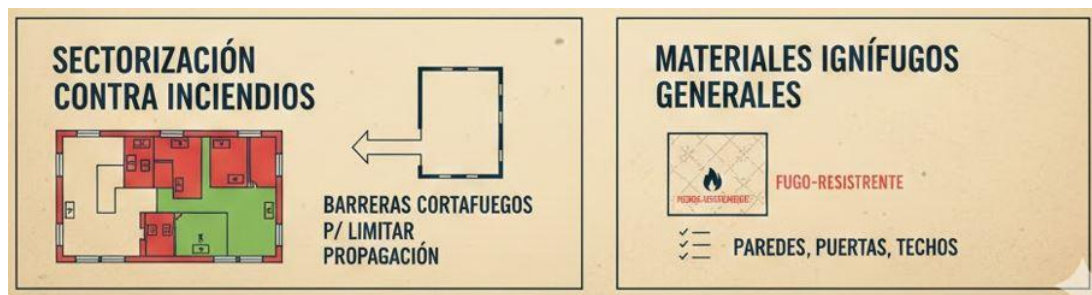 SECTORIZACIÓN
CONTRA INCIENDIOS
BARRERAS CORTAFUEGOS
P/ LIMITAR
PROPAGACIÓN
MATERIALES IGNÍFUGOS
GENERALES
FUGO-RESISTRENTE
PAREDES, PUERTAS, TECHOS